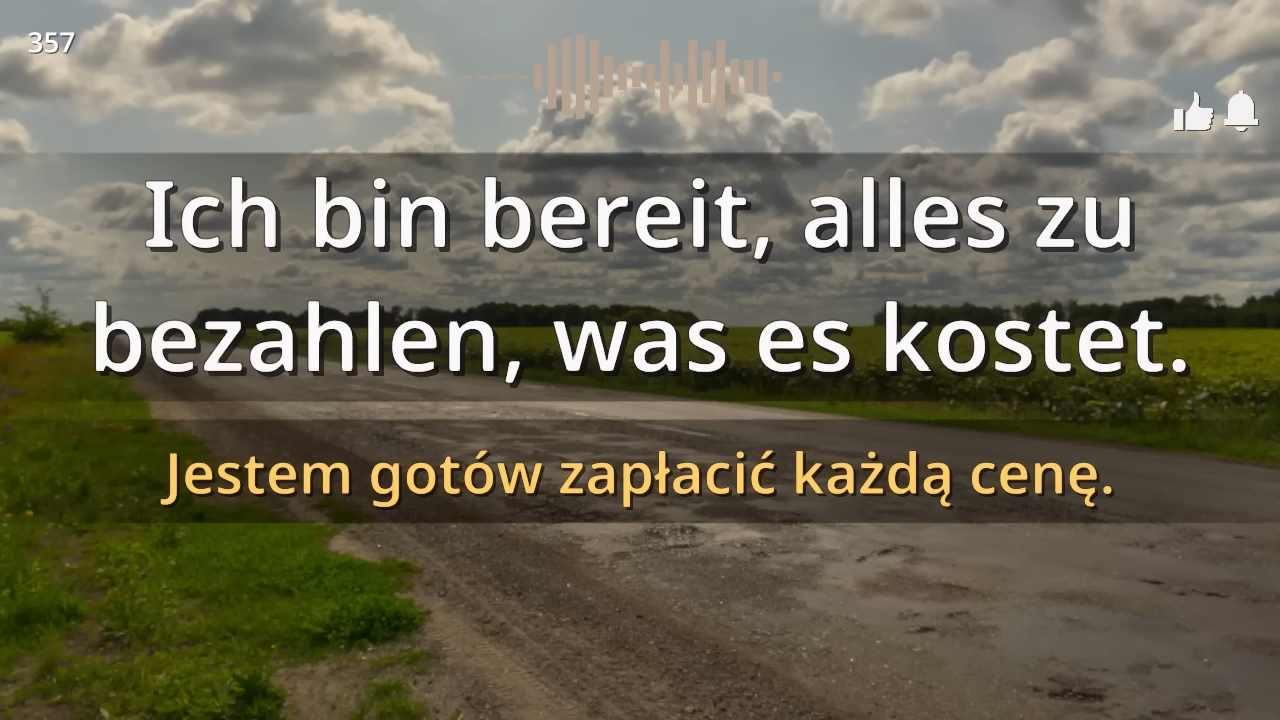 357
Ich bin bereit, alles zu
bezahlen, was es kostet.
Jestem gotów zapłacić każdą cenę.